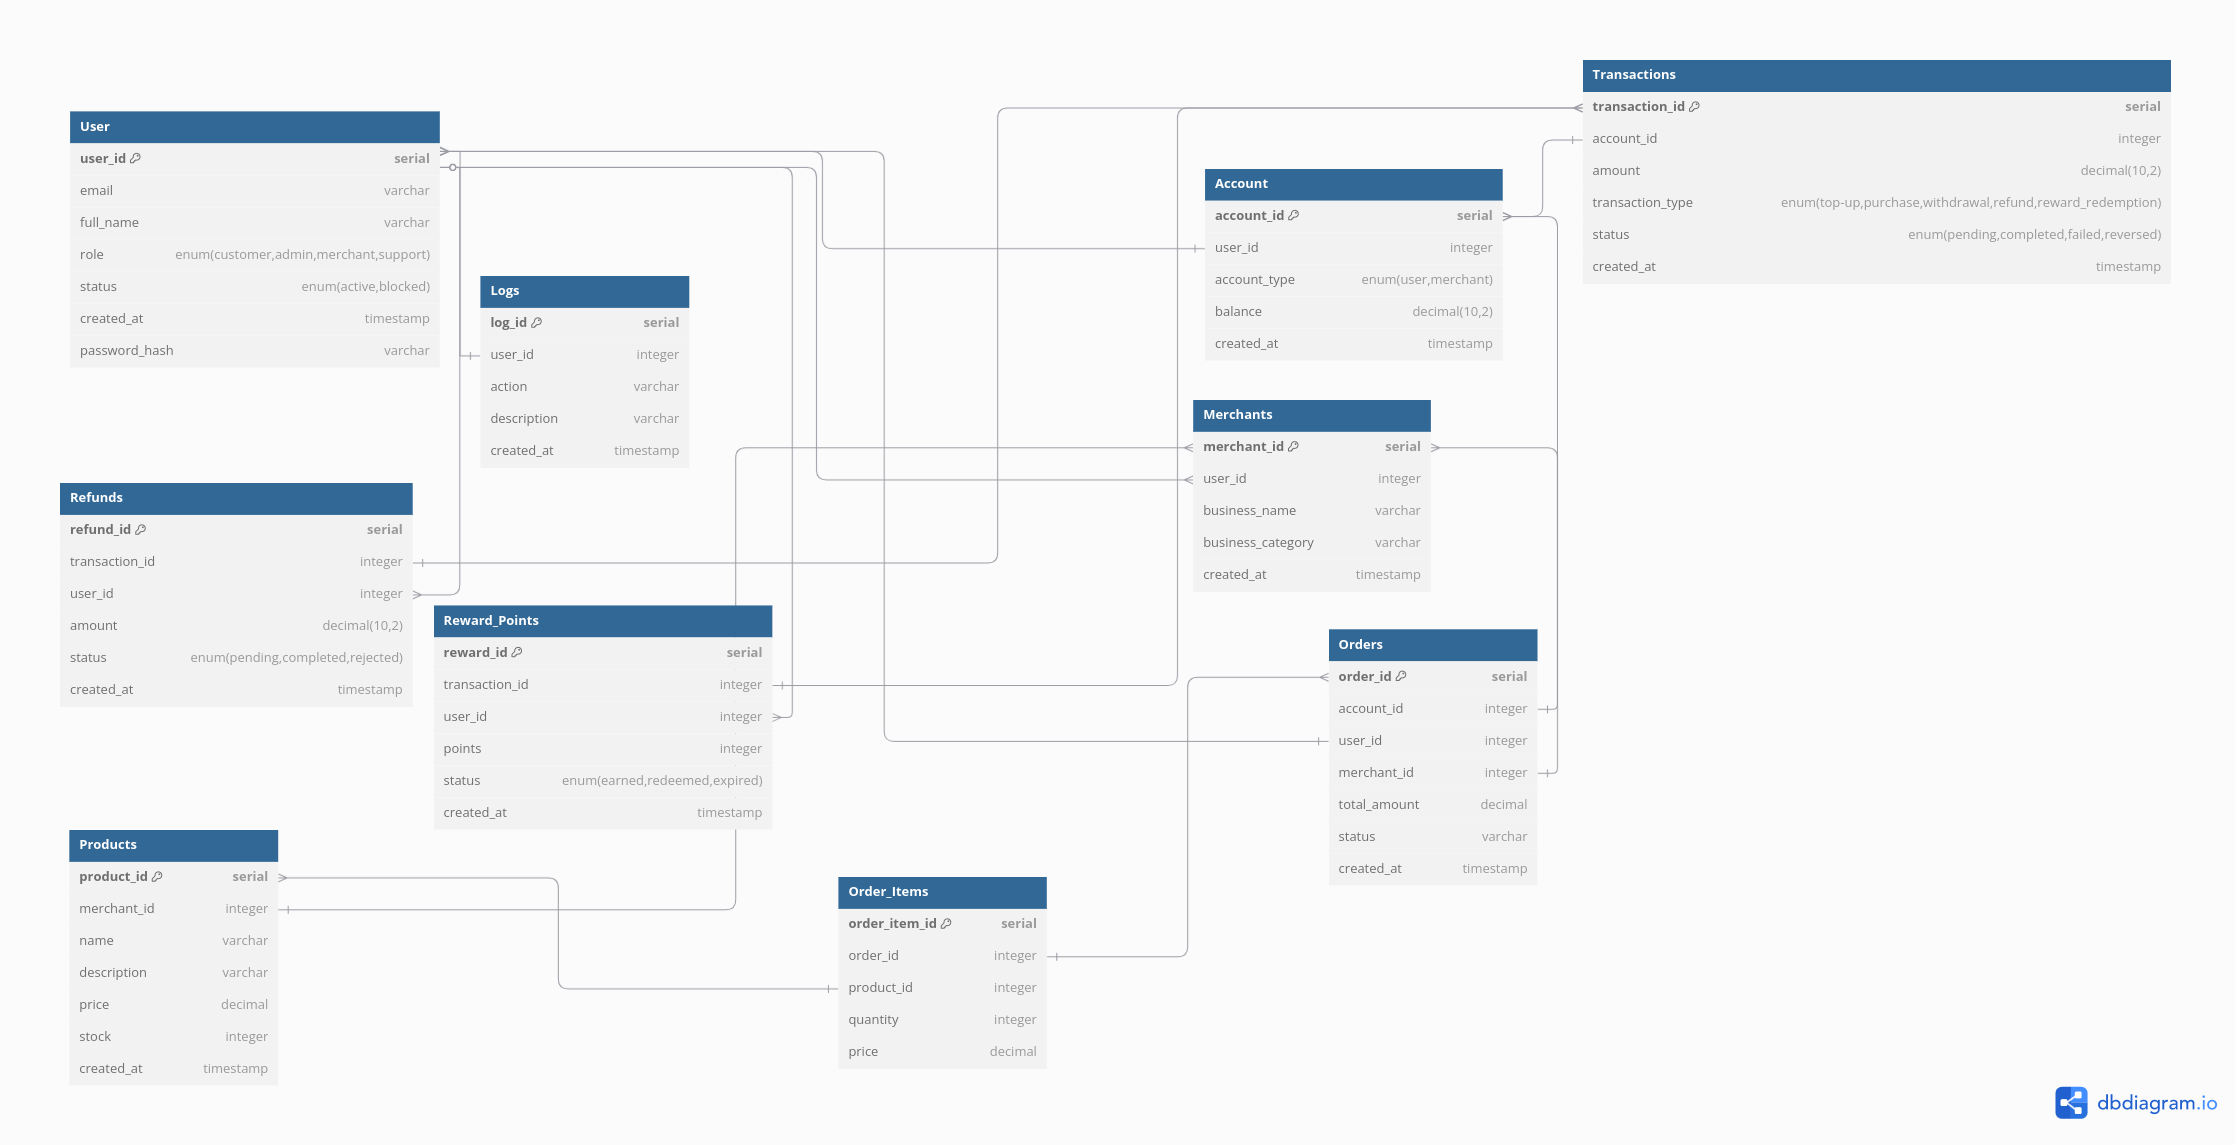 User
user_id serial
email varchar
full_name varchar
role enum(customer,admin,merchant,support)
status enum(active,blocked)
created_at timestamp
password_hash varchar
Logs
log_id serial
user_id integer
action varchar
description varchar
created_at timestamp
Account
account_id serial
user_id integer
account_type enum(user,merchant)
balance decimal(10,2)
created_at timestamp
Transactions
transaction_id serial
account_id integer
amount decimal(10,2)
transaction_type enum(top-up,purchase,withdrawal,refund,reward_redemption)
status enum(pending,completed,failed,reversed)
created_at timestamp
Merchants
merchant_id serial
user_id integer
business_name varchar
business_category varchar
created_at timestamp
Refunds
refund_id serial
transaction_id integer
user_id integer
amount decimal(10,2)
status enum(pending,completed,rejected)
created_at timestamp
Reward_Points
reward_id serial
transaction_id integer
user_id integer
points integer
status enum(earned,redeemed,expired)
created_at timestamp
Orders
order_id serial
account_id integer
user_id integer
merchant_id integer
total_amount decimal
status varchar
created_at timestamp
Products
product_id serial
merchant_id integer
name varchar
description varchar
price decimal
stock integer
created_at timestamp
Order_Items
order_item_id serial
order_id integer
product_id integer
quantity integer
price decimal
dbdiagram.io